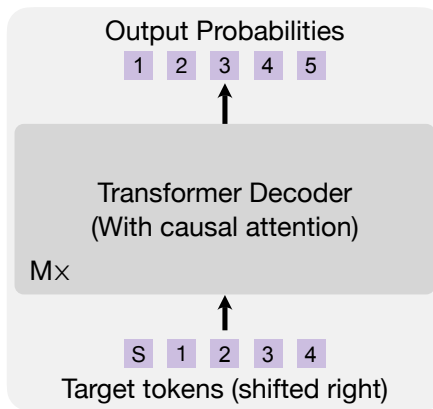 Output Probabilities
1 2 3 4 5
Transformer Decoder
(With causal attention)
M×
S 1 2 3 4
Target tokens (shifted right)